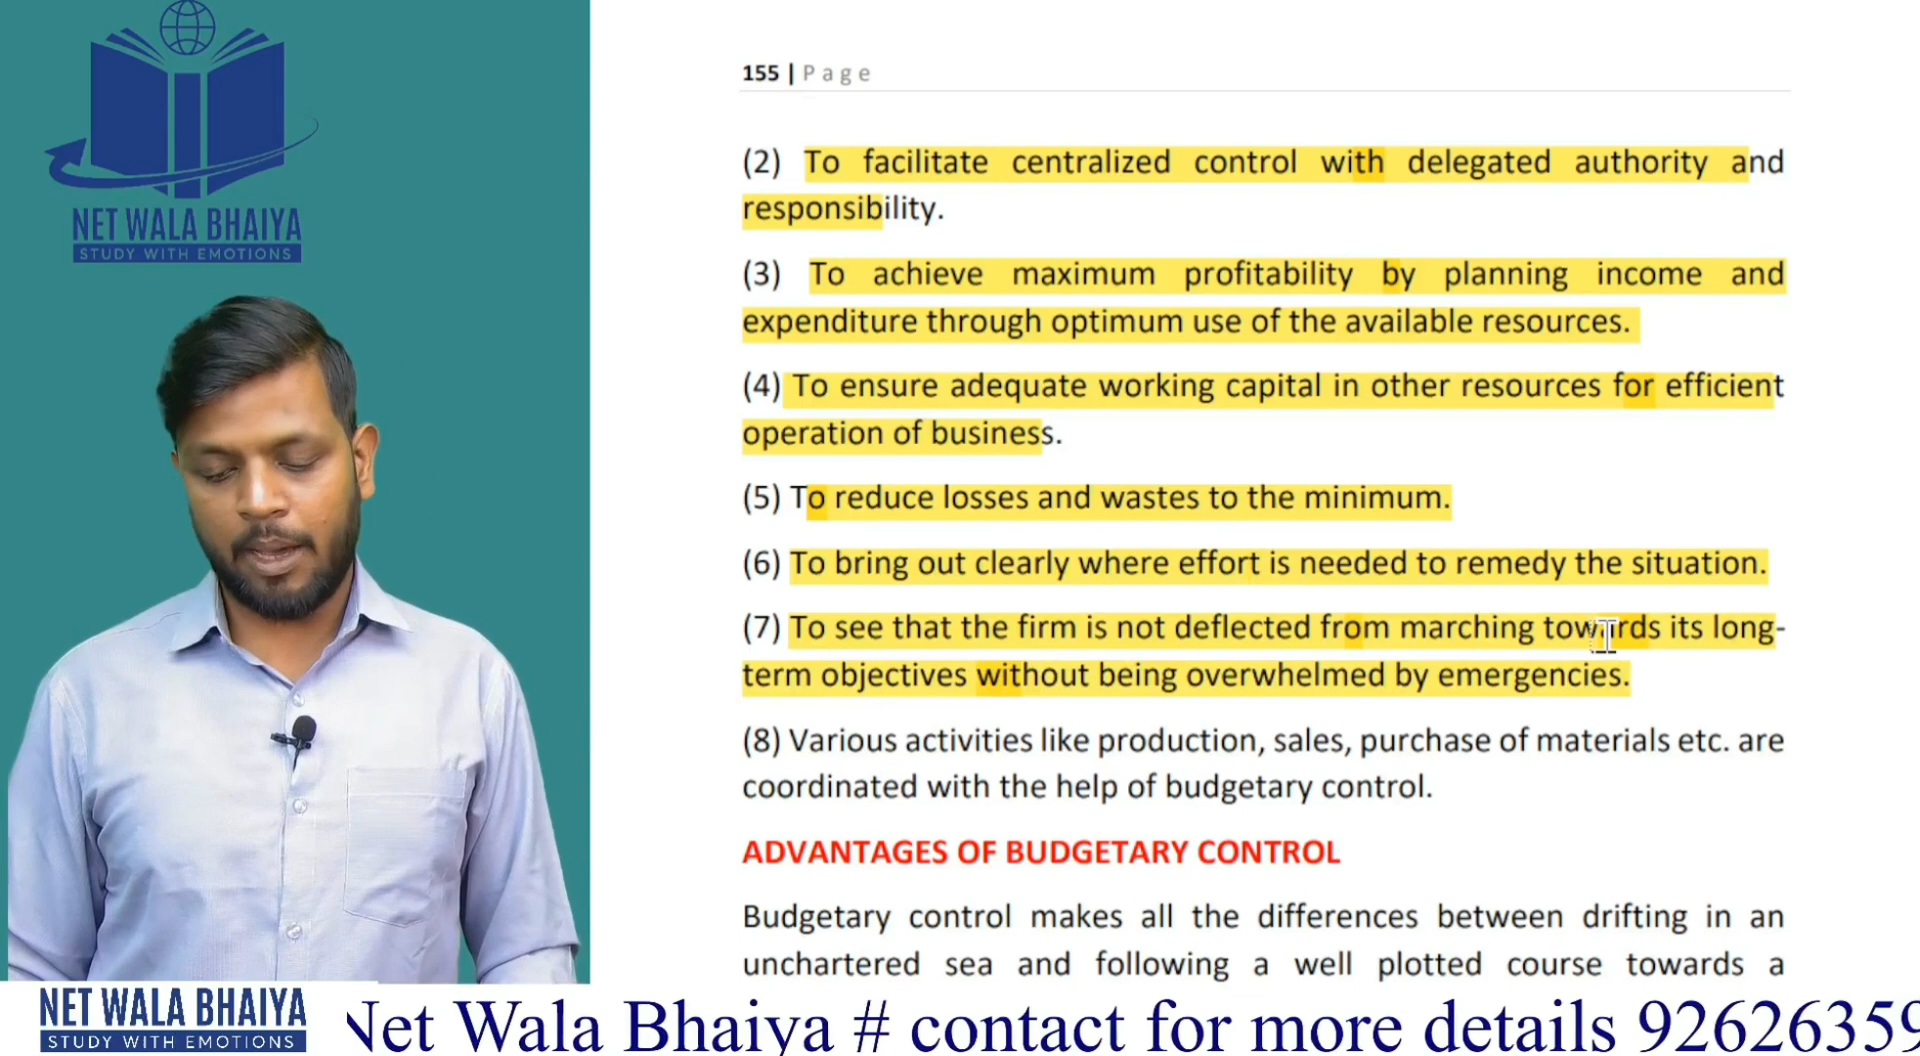 NET WALA BHAIYA
STUDY WITH EMOTIONS
155 | Page
(2) To facilitate centralized control with delegated authority and
responsibility.
(3) To achieve maximum profitability by planning income and
expenditure through optimum use of the available resources.
(4) To ensure adequate working capital in other resources for efficient
operation of business.
(5) To reduce losses and wastes to the minimum.
(6) To bring out clearly where effort is needed to remedy the situation.
(7) To see that the firm is not deflected from marching towards its long-
term objectives without being overwhelmed by emergencies.
(8) Various activities like production, sales, purchase of materials etc. are
coordinated with the help of budgetary control.
ADVANTAGES OF BUDGETARY CONTROL
Budgetary control makes all the differences between drifting in an
unchartered sea and following a well plotted course towards a
NET WALA BHAIYA
STUDY WITH EMOTIONS
Net Wala Bhaiya # contact for more details 9262635